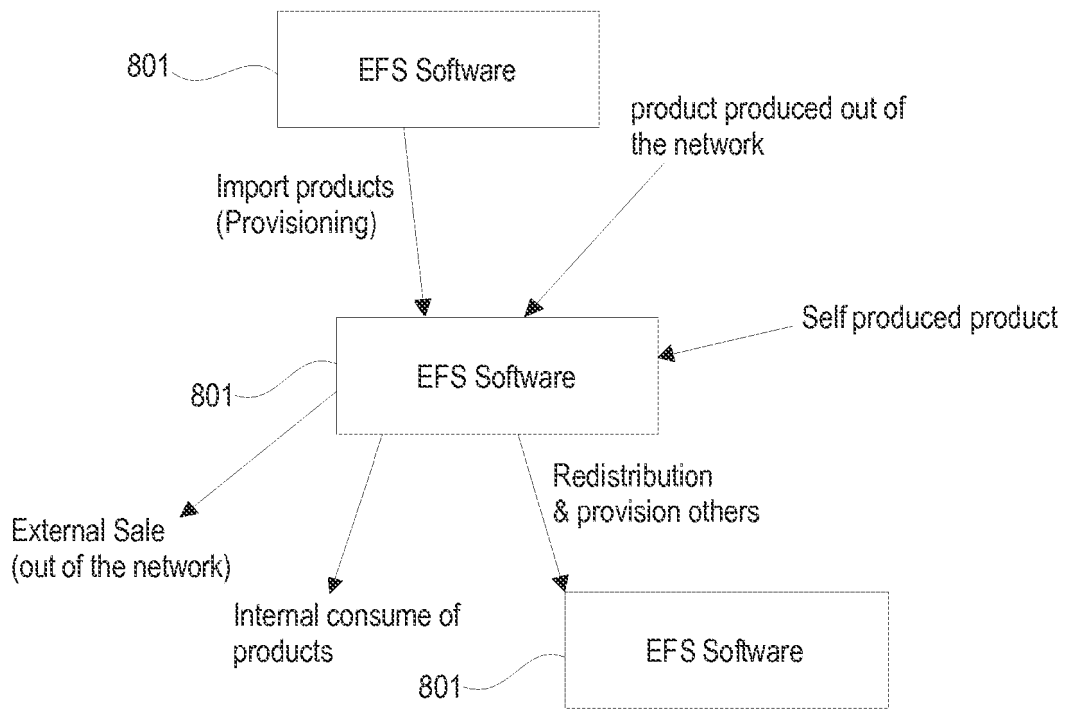 801
EFS Software
product produced out of
the network
Import products
(Provisioning)
Self produced product
EFS Software
801
Redistribution
& provision others
External Sale
(out of the network)
Internal consume of
products
EFS Software
801